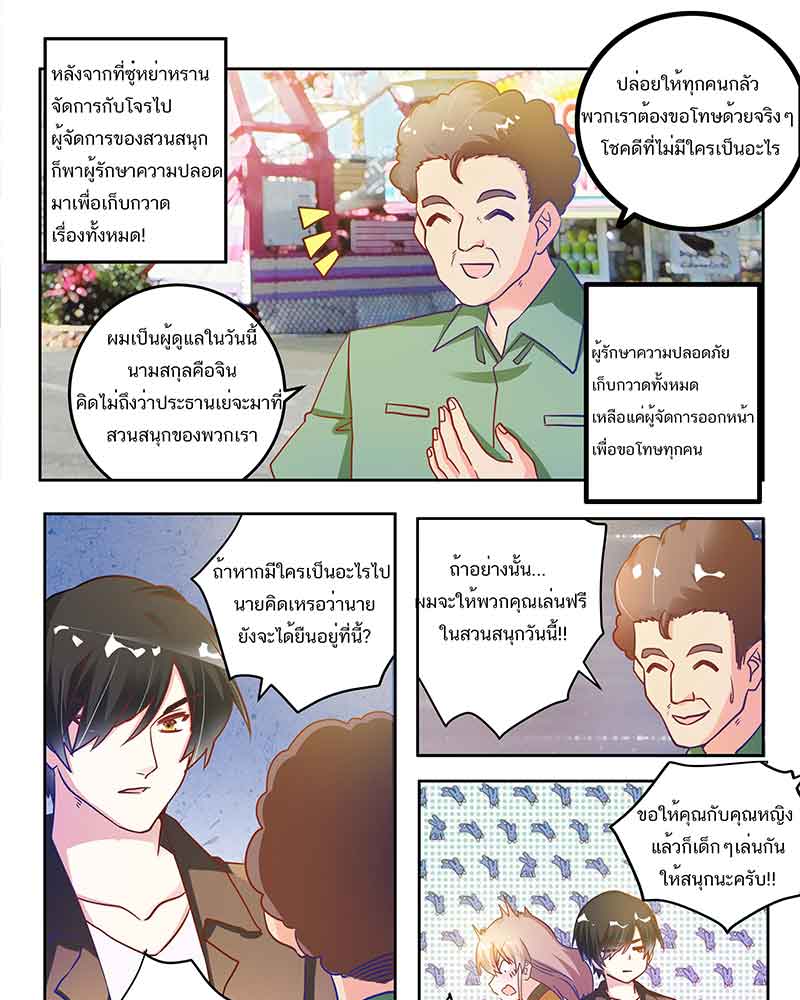 หลังจากที่ซู่หย่าหราน
จัดการกับโจรไป
ผู้จัดการของสวนสนุก
ก็พาผู้รักษาความปลอด
มาเพื่อเก็บกวาด
เรื่องทั้งหมด!
ปล่อยให้ทุกคนกลัว
พวกเราต้องขอโทษด้วยจริงๆ
โชคดีที่ไม่มีใครเป็นอะไร
ผมเป็นผู้ดูแลในวันนี้
นามสกุลคือจิน
คิดไม่ถึงว่าประธานเย่จะมาที่
สวนสนุกของพวกเรา
ผู้รักษาความปลอดภัย
เก็บกวาดทั้งหมด
เหลือแค่ผู้จัดการออกหน้า
เพื่อขอโทษทุกคน
ถ้าหากมีใครเป็นอะไรไป
นายคิดเหรอว่านาย
ยังจะได้ยืนอยู่ที่นี้?
ถ้าอย่างนั้น...
ผมจะให้พวกคุณเล่นฟรี
ในสวนสนุกวันนี้!!
ขอให้คุณกับคุณหญิง
แล้วก็เด็กๆเล่นกัน
ให้สนุกนะครับ!!